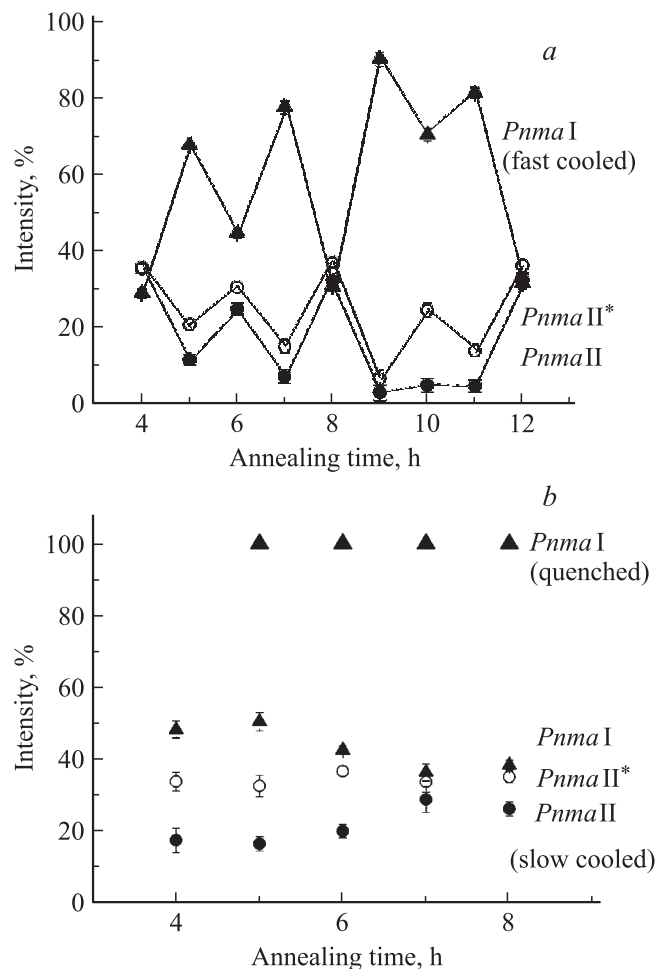 100
a
80
Pnma I
(fast cooled)
60
Intensity, %
40
Pnma II*
20
Pnma II
0
4 6 8 10 12
Annealing time, h
b
100
Pnma I
(quenched)
80
Intensity, %
60
Pnma I
40
Pnma II*
Pnma II
20
(slow cooled)
0
4 6 8
Annealing time, h